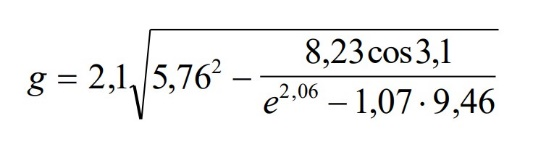 g = 2,1√(5,76² − (8,23 cos 3,1)/(e^2,06 − 1,07 · 9,46))